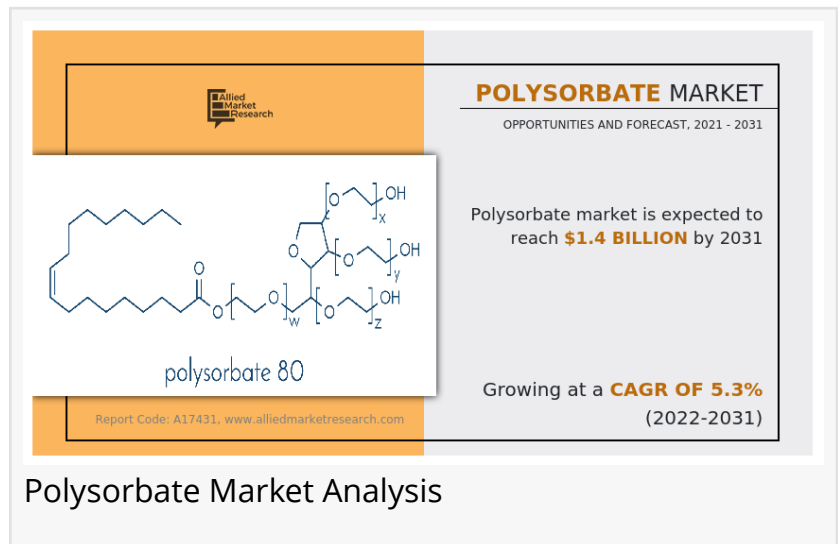 Allied
Market
Research
POLYSORBATE MARKET
OPPORTUNITIES AND FORECAST, 2021 - 2031
Polysorbate market is expected to
reach $1.4 BILLION by 2031
O
O
O
w
O
O
x
OH
O
y
OH
O
z
OH
polysorbate 80
Growing at a CAGR OF 5.3%
(2022-2031)
Report Code: A17431, www.alliedmarketresearch.com
Polysorbate Market Analysis